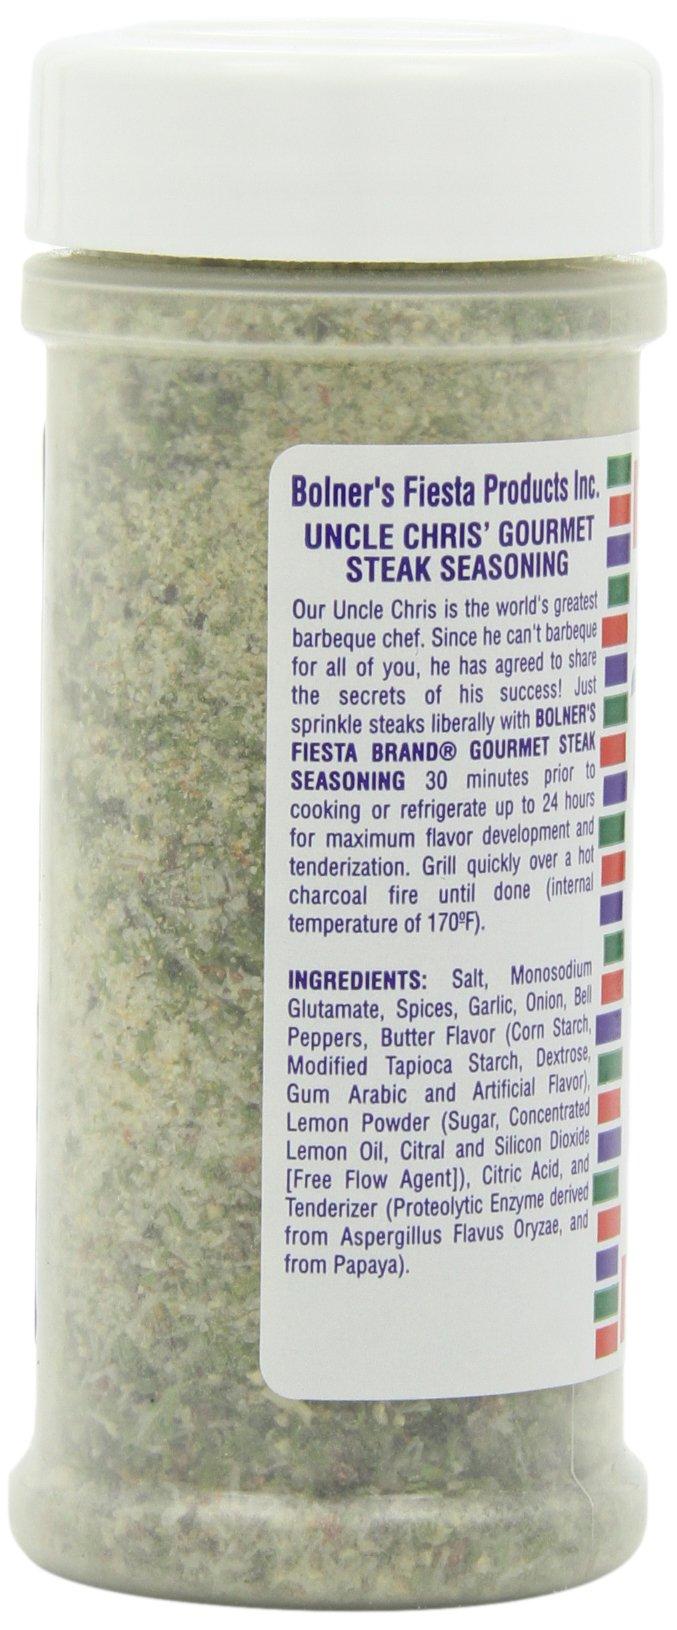 Bolner's Fiesta Products Inc.
UNCLE CHRIS' GOURMET
STEAK SEASONING
Our Uncle Chris is the world's greatest
barbeque chef. Since he can't barbeque
for all of you, he has agreed to share
the secrets of his success! Just
sprinkle steaks liberally with BOLNER'S
FIESTA BRAND® GOURMET STEAK
SEASONING 30 minutes prior to
cooking or refrigerate up to 24 hours
for maximum flavor development and
tenderization. Grill quickly over a hot
charcoal fire until done (internal
temperature of 170ºF).
INGREDIENTS: Salt, Monosodium
Glutamate, Spices, Garlic, Onion, Bell
Peppers, Butter Flavor (Corn Starch,
Modified Tapioca Starch, Dextrose,
Gum Arabic and Artificial Flavor),
Lemon Powder (Sugar, Concentrated
Lemon Oil, Citral and Silicon Dioxide
[Free Flow Agent]), Citric Acid, and
Tenderizer (Proteolytic Enzyme derived
from Aspergillus Flavus Oryzae, and
from Papaya).